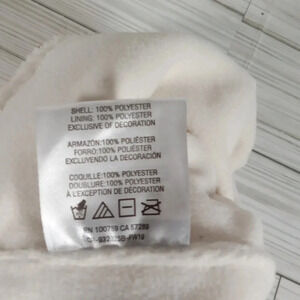 SHELL: 100% POLYESTER
LINING: 100% POLYESTER
EXCLUSIVE OF DECORATION
ARMAZÓN: 100% POLIÉSTER
FORRO: 100% POLIÉSTER
EXCLUYENDO LA DECORACIÓN
COQUILLE: 100% POLYESTER
DOUBLURE: 100% POLYESTER
À L'EXCEPTION DE DÉCORATION
RN 100759 CA 57289